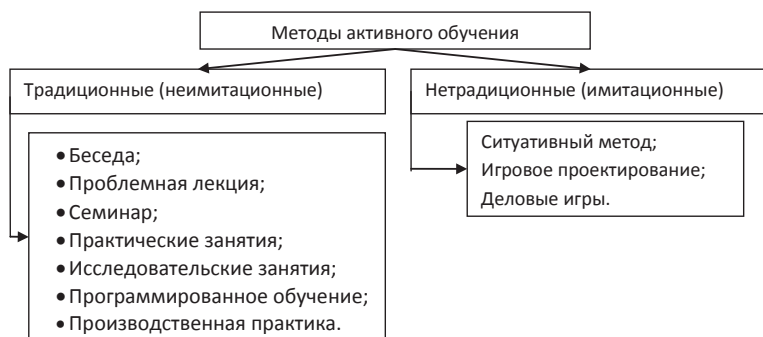 Методы активного обучения
Традиционные (неимитационные)
Нетрадиционные (имитационные)
• Беседа;
• Проблемная лекция;
• Семинар;
• Практические занятия;
• Исследовательские занятия;
• Программированное обучение;
• Производственная практика.
Ситуативный метод;
Игровое проектирование;
Деловые игры.